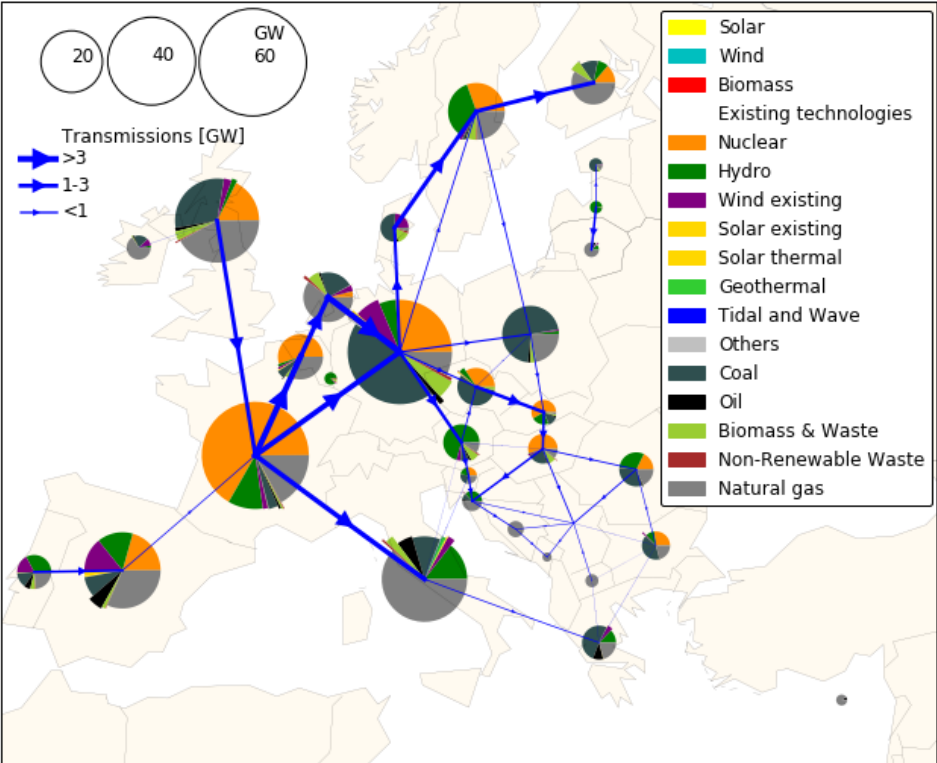 GW
20
40
60
Transmissions [GW]
>3
1-3
<1
Solar
Wind
Biomass
Existing technologies
Nuclear
Hydro
Wind existing
Solar existing
Solar thermal
Geothermal
Tidal and Wave
Others
Coal
Oil
Biomass & Waste
Non-Renewable Waste
Natural gas